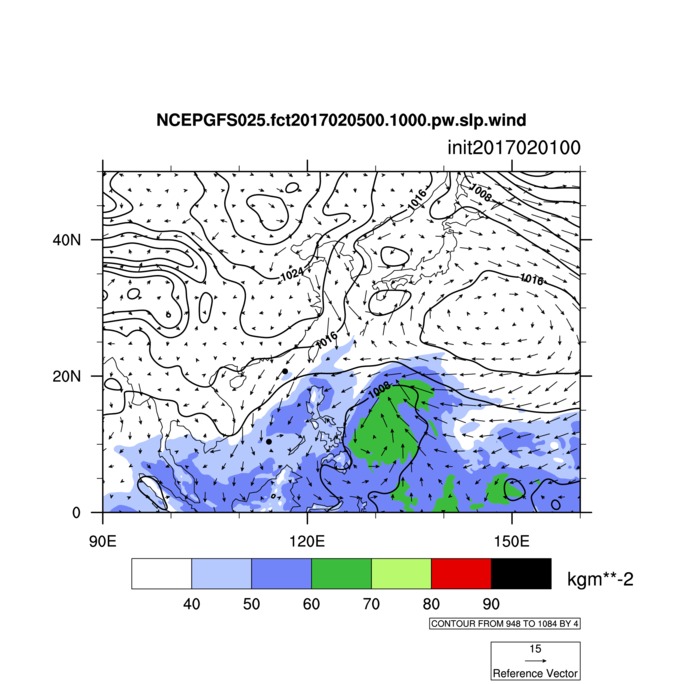 NCEPGFS025.fct2017020500.1000.pw.slp.wind
init2017020100
1016
1008
40N
1024
1016
1016
20N
1008
0
90E 120E 150E
kgm**-2
40 50 60 70 80 90
CONTOUR FROM 948 TO 1084 BY 4
15
Reference Vector